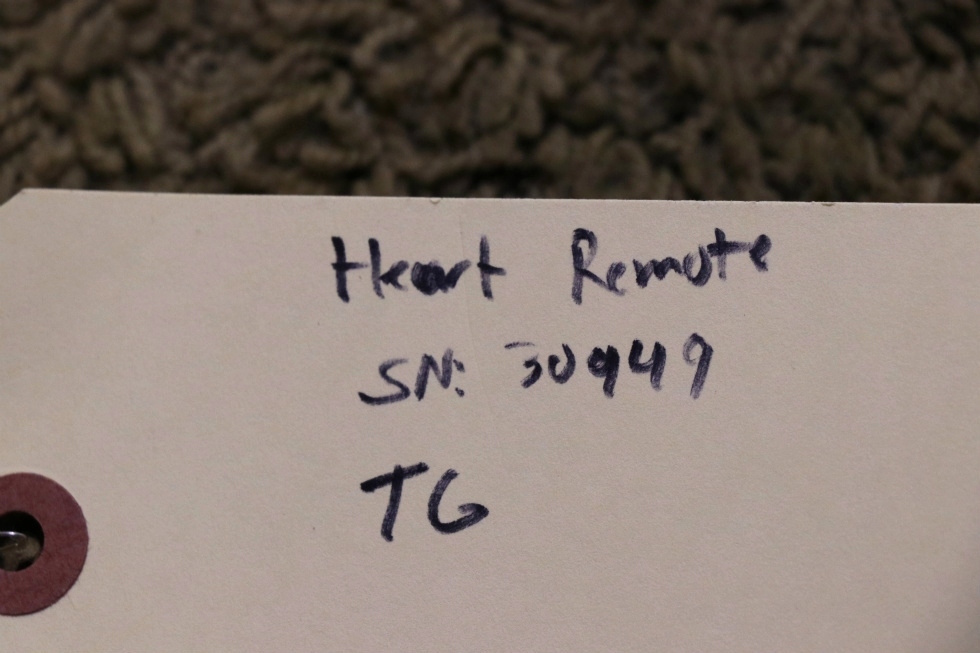 Heart Remote
SN: 30949
TG